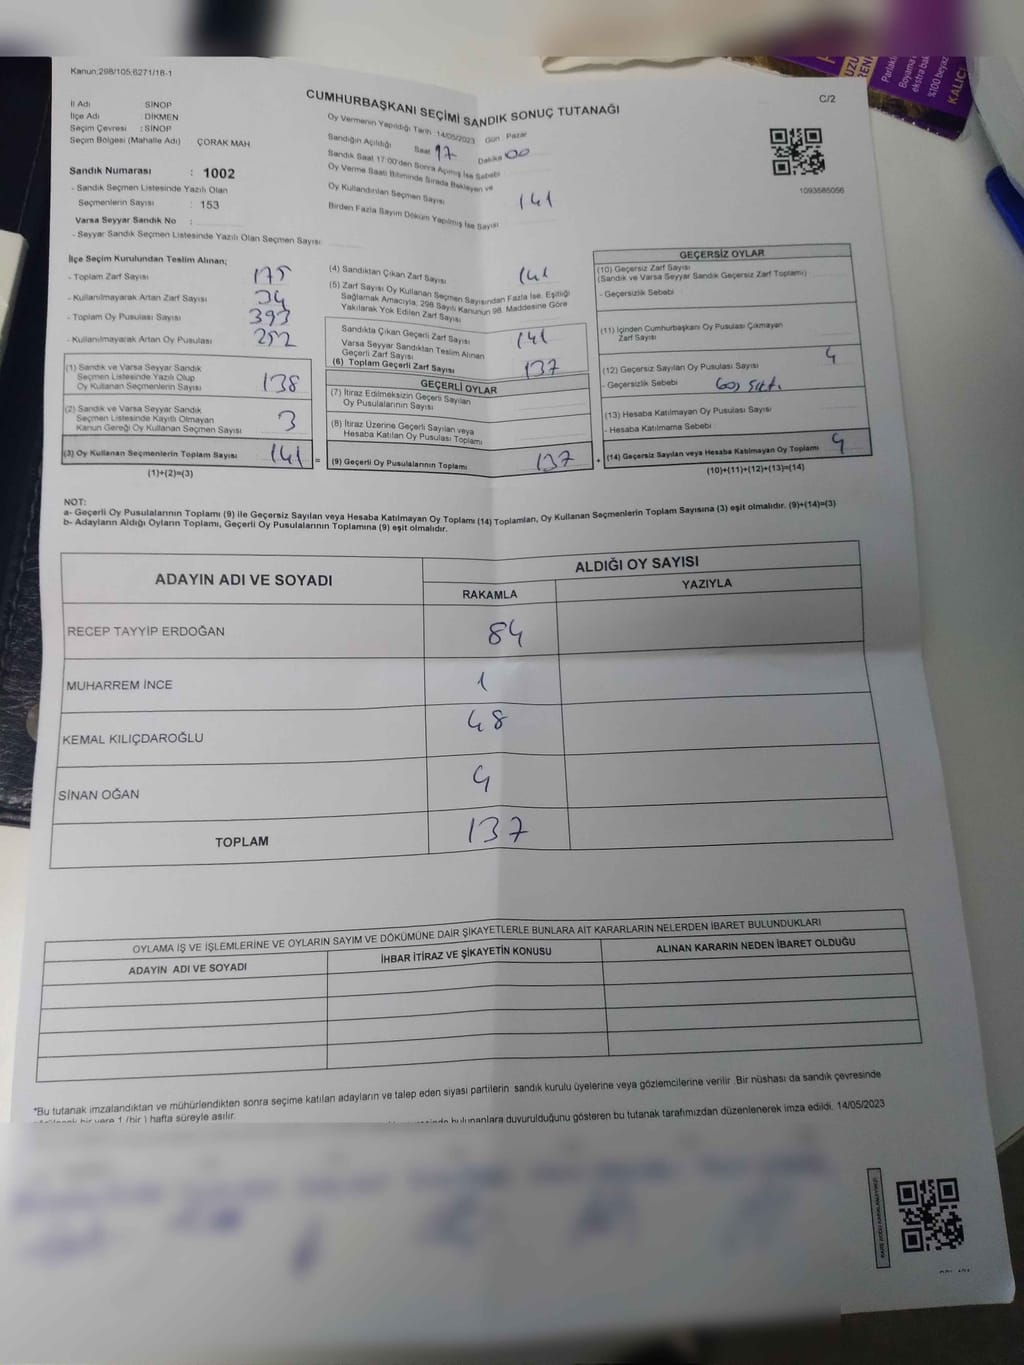 Kanun;298/105,6271/18-1
C/2
CUMHURBAŞKANI SEÇİMİ SANDIK SONUÇ TUTANAĞI
İl Adı SİNOP
İlçe Adı : DİKMEN
Seçim Çevresi : SİNOP
Seçim Bölgesi (Mahalle Adı) ÇORAK MAH.
Sandık Numarası : 1002
- Sandık Seçmen Listesinde Yazılı Olan
Seçmenlerin Sayısı : 153
Varsa Seyyar Sandık No :
- Seyyar Sandık Seçmen Listesinde Yazılı Olan Seçmen Sayısı:
Oy Vermenin Yapıldığı Tarih 14/05/2023 Gün Pazar
Sandığın Açıldığı Saat 17 Dakika 00
Sandık Saat 17:00'den Sonra Açılmış İse Sebebi
Oy Verme Saati Bitiminde Sırada Bekleyen ve
Oy Kullandırılan Seçmen Sayısı 141
Birden Fazla Sayım Döküm Yapılmış İse Sayısı
1093585056
İlçe Seçim Kurulundan Teslim Alınan;
- Toplam Zarf Sayısı 175
- Kullanılmayarak Artan Zarf Sayısı 34
- Toplam Oy Pusulası Sayısı 393
- Kullanılmayarak Artan Oy Pusulası 252
(1) Sandık ve Varsa Seyyar Sandık
Seçmen Listesinde Yazılı Olup
Oy Kullanan Seçmenlerin Sayısı 138
(2) Sandık ve Varsa Seyyar Sandık
Seçmen Listesinde Kayıtlı Olmayan
Kanun Gereği Oy Kullanan Seçmen Sayısı 3
(3) Oy Kullanan Seçmenlerin Toplam Sayısı 141 =
(1)+(2)=(3)
(4) Sandıktan Çıkan Zarf Sayısı 141
(5) Zarf Sayısı Oy Kullanan Seçmen Sayısından Fazla İse, Eşitliği
Sağlamak Amacıyla; 298 Sayılı Kanunun 98. Maddesine Göre
Yakılarak Yok Edilen Zarf Sayısı
Sandıkta Çıkan Geçerli Zarf Sayısı 141
Varsa Seyyar Sandıktan Teslim Alınan
Geçerli Zarf Sayısı
(6) Toplam Geçerli Zarf Sayısı 137
GEÇERLİ OYLAR
(7) İtiraz Edilmeksizin Geçerli Sayılan
Oy Pusulalarının Sayısı
(8) İtiraz Üzerine Geçerli Sayılan veya
Hesaba Katılan Oy Pusulası Toplamı
(9) Geçerli Oy Pusulalarının Toplamı 137 +
GEÇERSİZ OYLAR
(10) Geçersiz Zarf Sayısı
(Sandık ve Varsa Seyyar Sandık Geçersiz Zarf Toplamı)
- Geçersizlik Sebebi
(11) İçinden Cumhurbaşkanı Oy Pusulası Çıkmayan
Zarf Sayısı
(12) Geçersiz Sayılan Oy Pusulası Sayısı 4
- Geçersizlik Sebebi
(13) Hesaba Katılmayan Oy Pusulası Sayısı
- Hesaba Katılmama Sebebi
(14) Geçersiz Sayılan veya Hesaba Katılmayan Oy Toplamı 4
(10)+(11)+(12)+(13)=(14)
NOT:
a- Geçerli Oy Pusulalarının Toplamı (9) ile Geçersiz Sayılan veya Hesaba Katılmayan Oy Toplamı (14) Toplamları, Oy Kullanan Seçmenlerin Toplam Sayısına (3) eşit olmalıdır. (9)+(14)=(3)
b- Adayların Aldığı Oyların Toplamı, Geçerli Oy Pusulalarının Toplamına (9) eşit olmalıdır.
ADAYIN ADI VE SOYADI ALDIĞI OY SAYISI
RAKAMLA YAZIYLA
RECEP TAYYİP ERDOĞAN 84
MUHARREM İNCE 1
KEMAL KILIÇDAROĞLU 48
SİNAN OĞAN 4
TOPLAM 137
OYLAMA İŞ VE İŞLEMLERİNE VE OYLARIN SAYIM VE DÖKÜMÜNE DAİR ŞİKAYETLERLE BUNLARA AİT KARARLARIN NELERDEN İBARET BULUNDUKLARI
ADAYIN ADI VE SOYADI İHBAR İTİRAZ VE ŞİKAYETİN KONUSU ALINAN KARARIN NEDEN İBARET OLDUĞU
*Bu tutanak imzalandıktan ve mühürlendikten sonra seçime katılan adayların ve talep eden siyasi partilerin sandık kurulu üyelerine veya gözlemcilerine verilir .Bir nüshası da sandık çevresinde
bir yere 1 (bir ) hafta süreyle asılır.
bulunanlara duyurulduğunu gösteren bu tutanak tarafımızdan düzenlenerek imza edildi. 14/05/2023
Parlak
Boyama
ekstra bak
%100 beyaz
KALICI